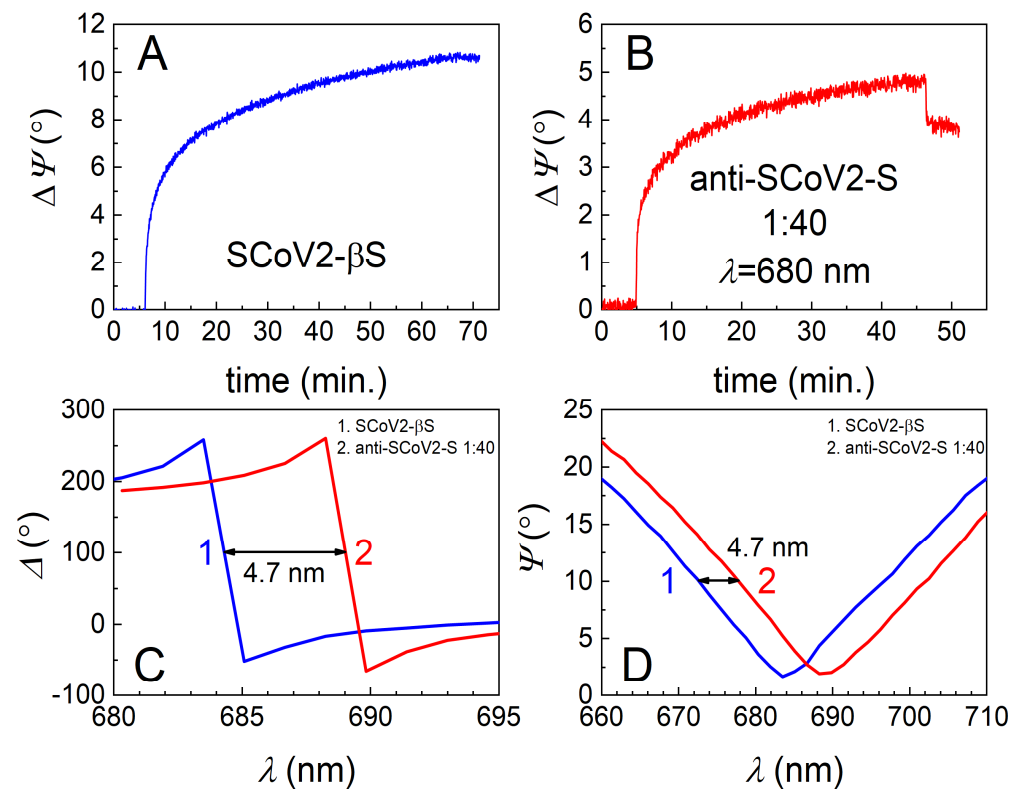 A
12
10
8
6
4
2
0
Δ Ψ (°)
SCoV2-βS
0 10 20 30 40 50 60 70
time (min.)
B
6
5
4
3
2
1
0
Δ Ψ (°)
anti-SCoV2-S
1:40
λ=680 nm
0 10 20 30 40 50
time (min.)
300
200
100
0
-100
Δ (°)
1. SCoV2-βS
2. anti-SCoV2-S 1:40
1
2
4.7 nm
C
680 685 690 695
λ (nm)
25
20
15
10
5
0
Ψ (°)
1. SCoV2-βS
2. anti-SCoV2-S 1:40
4.7 nm
1
2
D
660 670 680 690 700 710
λ (nm)